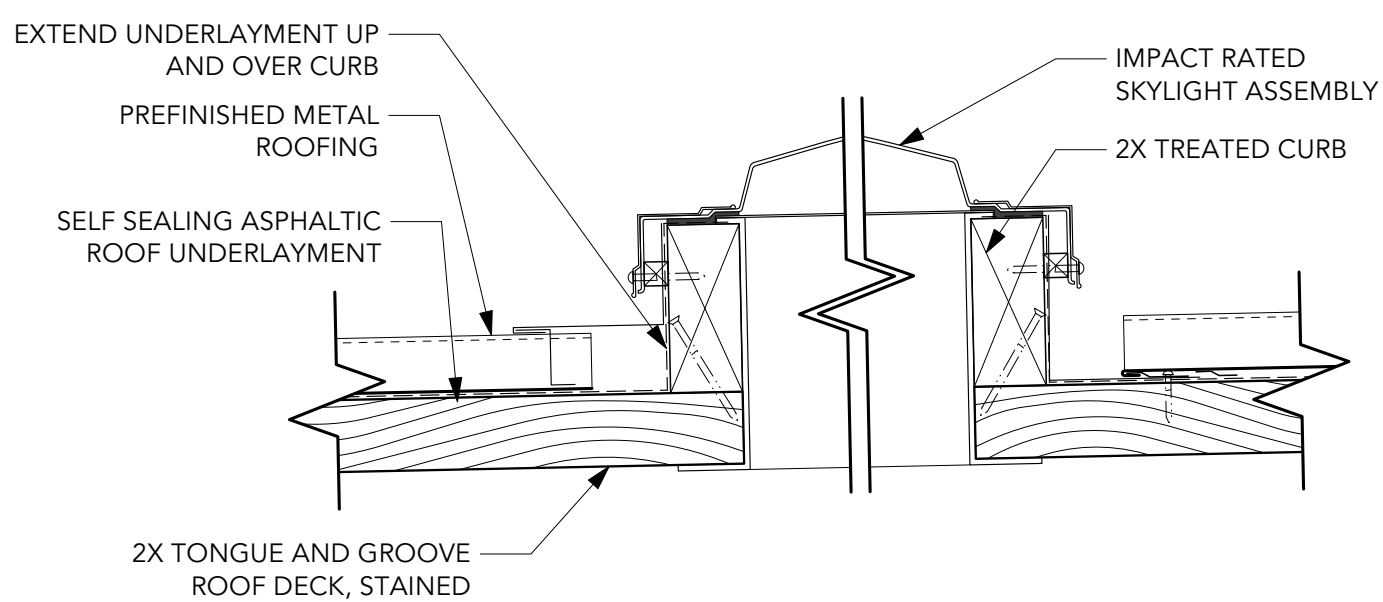 EXTEND UNDERLAYMENT UP
AND OVER CURB
PREFINISHED METAL
ROOFING
SELF SEALING ASPHALTIC
ROOF UNDERLAYMENT
2X TONGUE AND GROOVE
ROOF DECK, STAINED
IMPACT RATED
SKYLIGHT ASSEMBLY
2X TREATED CURB